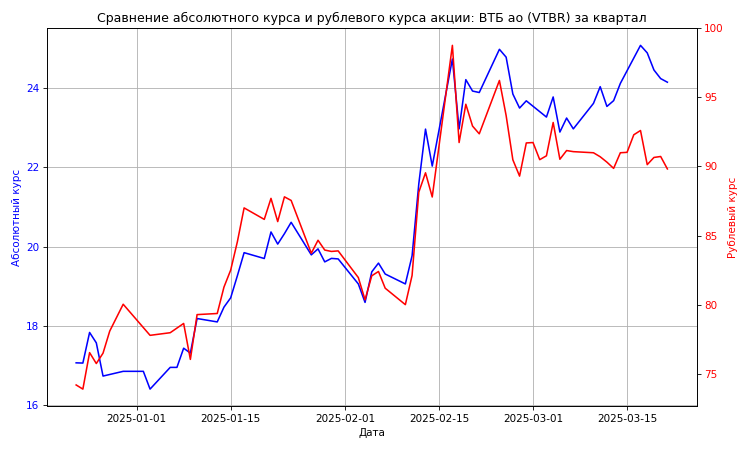 Сравнение абсолютного курса и рублевого курса акции: ВТБ ао (VTBR) за квартал
Абсолютный курс
24
22
20
18
16
100
95
90
85
80
75
Рублевый курс
2025-01-01 2025-01-15 2025-02-01 2025-02-15 2025-03-01 2025-03-15
Дата